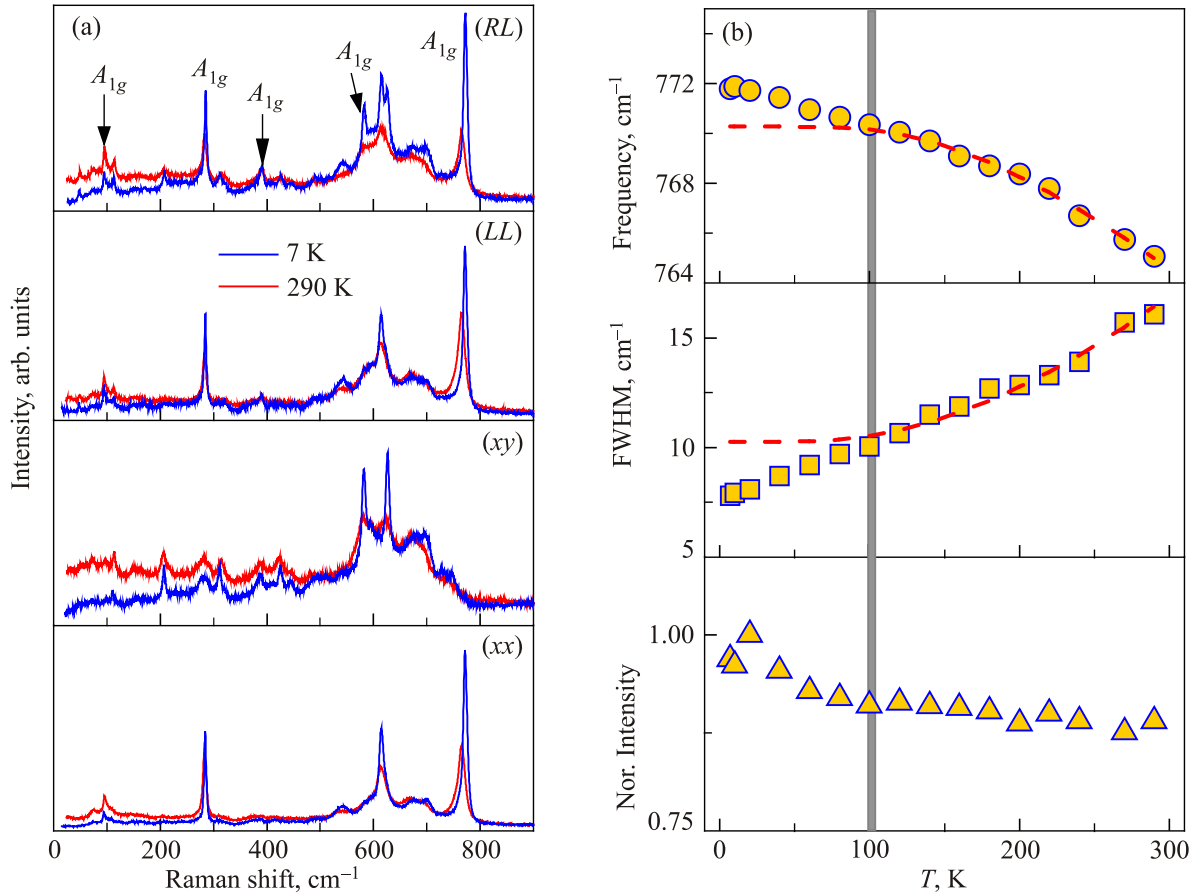 (a)
(RL)
A1g
A1g
A1g
A1g
A1g
(LL)
7 K
290 K
(xy)
(xx)
Intensity, arb. units
0 200 400 600 800
Raman shift, cm–1
(b)
772
768
764
Frequency, cm–1
15
10
5
FWHM, cm–1
1.00
0.75
Nor. Intensity
0 100 200 300
T, K